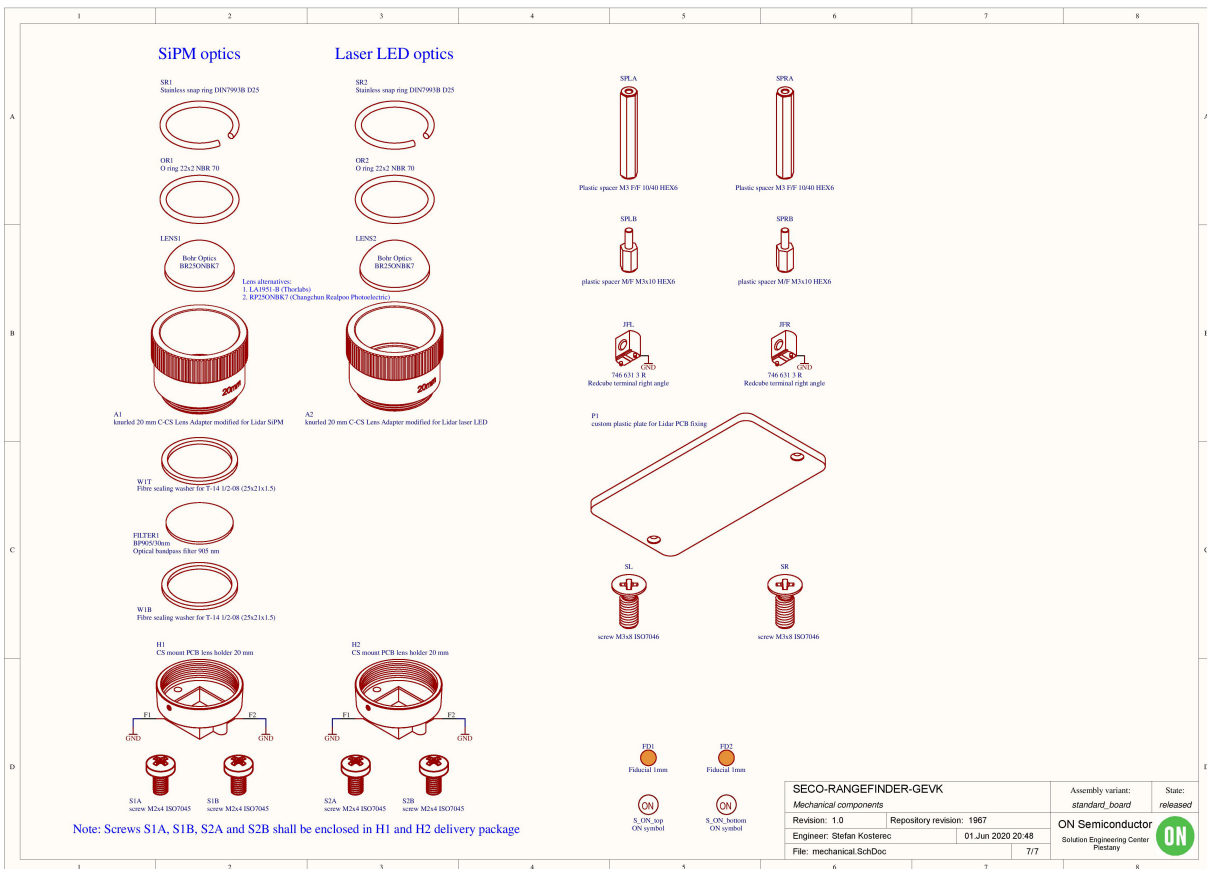 1 2 3 4 5 6 7 8
SiPM optics
Laser LED optics
SR1
Stainless snap ring DIN7993B D25
SR2
Stainless snap ring DIN7993B D25
SPLA
SPRA
A
A
OR1
O ring 22x2 NBR 70
OR2
O ring 22x2 NBR 70
Plastic spacer M3 F/F 10/40 HEX6
Plastic spacer M3 F/F 10/40 HEX6
SPLB
SPRB
LENS1
LENS2
Bohr Optics
BR25ONBK7
Bohr Optics
BR25ONBK7
Lens alternatives:
1. LA1951-B (Thorlabs)
2. RP25ONBK7 (Changchun Realpoo Photoelectric)
plastic spacer M/F M3x10 HEX6
plastic spacer M/F M3x10 HEX6
B
B
JFL
JFR
GND
GND
746 631 3 R
Redcube terminal right angle
746 631 3 R
Redcube terminal right angle
20mm
20mm
A1
knurled 20 mm C-CS Lens Adapter modified for Lidar SiPM
A2
knurled 20 mm C-CS Lens Adapter modified for Lidar laser LED
P1
custom plastic plate for Lidar PCB fixing
W1T
Fibre sealing washer for T-14 1/2-08 (25x21x1.5)
FILTER1
BP905/30nm
Optical bandpass filter 905 nm
C
C
SL
SR
W1B
Fibre sealing washer for T-14 1/2-08 (25x21x1.5)
screw M3x8 ISO7046
screw M3x8 ISO7046
H1
CS mount PCB lens holder 20 mm
H2
CS mount PCB lens holder 20 mm
F1
F2
F1
F2
GND
GND
GND
GND
D
D
S1A
screw M2x4 ISO7045
S1B
screw M2x4 ISO7045
S2A
screw M2x4 ISO7045
S2B
screw M2x4 ISO7045
FD1
Fiducial 1mm
FD2
Fiducial 1mm
ON
S_ON_top
ON symbol
ON
S_ON_bottom
ON symbol
Note: Screws S1A, S1B, S2A and S2B shall be enclosed in H1 and H2 delivery package
SECO-RANGEFINDER-GEVK
Mechanical components
Assembly variant:
standard_board
State:
released
Revision: 1.0
Repository revision: 1967
Engineer: Stefan Kosterec
01.Jun 2020 20:48
File: mechanical.SchDoc
7/7
ON Semiconductor
Solution Engineering Center
Piestany
ON
1 2 3 4 5 6 7 8